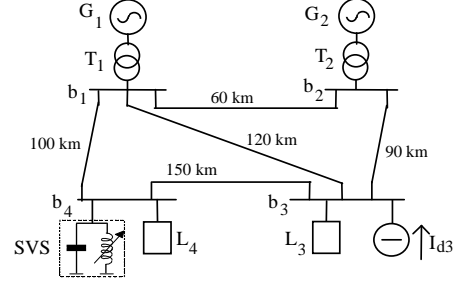 G1 G2
T1 T2
b1 60 km b2
100 km 120 km 90 km
150 km
b4 b3
SVS L4 L3 Id3